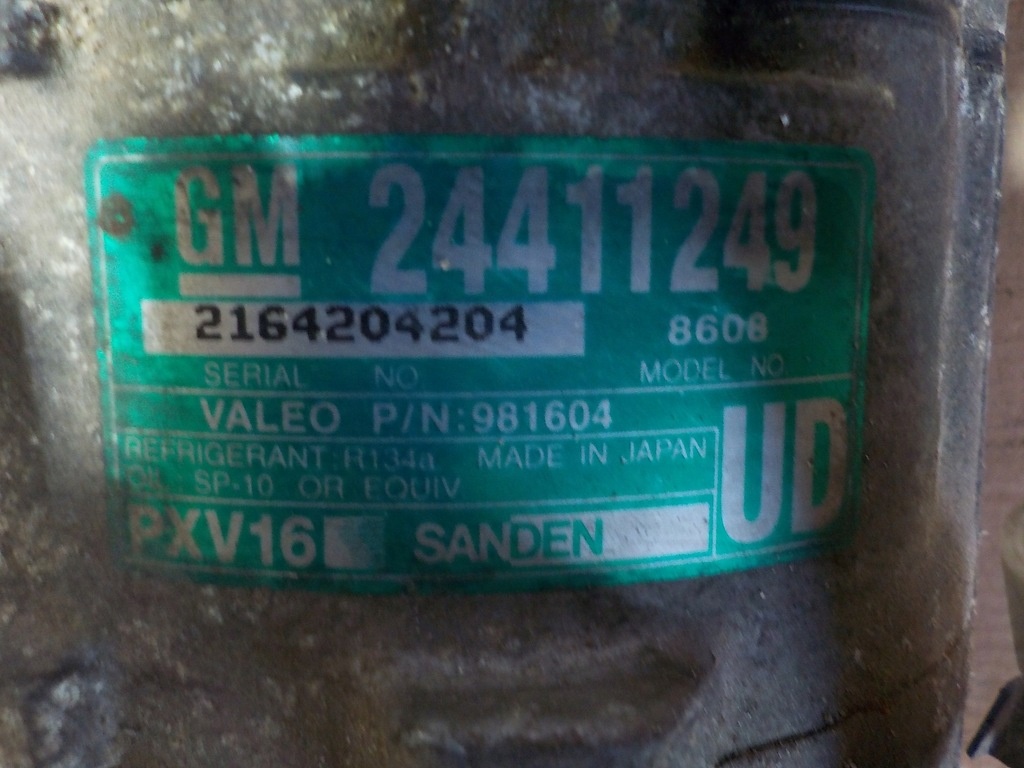 GM 24411249
2164204204 8608
SERIAL NO. MODEL NO.
VALEO P/N:981604
REFRIGERANT:R134a MADE IN JAPAN
OIL: SP-10 OR EQUIV
UD
PXV16 SANDEN